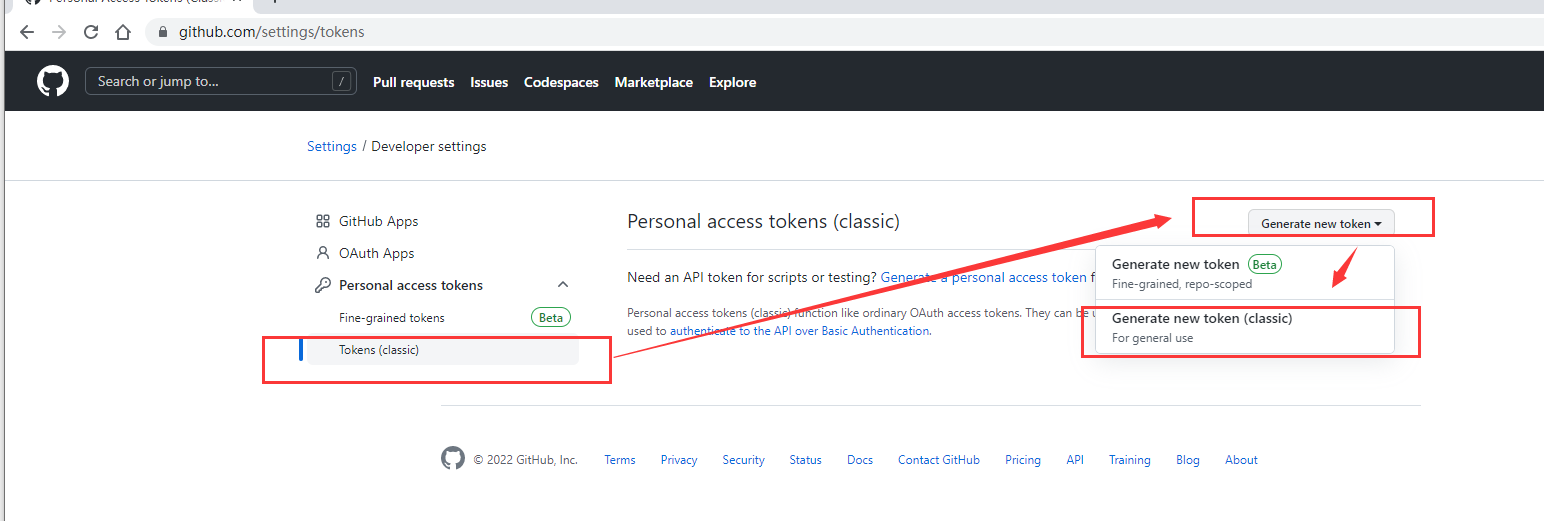 Personal Access Tokens (Classic
github.com/settings/tokens
Search or jump to... /
Pull requests Issues Codespaces Marketplace Explore
Settings / Developer settings
GitHub Apps
OAuth Apps
Personal access tokens
Fine-grained tokens Beta
Tokens (classic)
Personal access tokens (classic)
Generate new token
Need an API token for scripts or testing? Generate a personal access token f
Personal access tokens (classic) function like ordinary OAuth access tokens. They can be u
used to authenticate to the API over Basic Authentication.
Generate new token Beta
Fine-grained, repo-scoped
Generate new token (classic)
For general use
© 2022 GitHub, Inc. Terms Privacy Security Status Docs Contact GitHub Pricing API Training Blog About